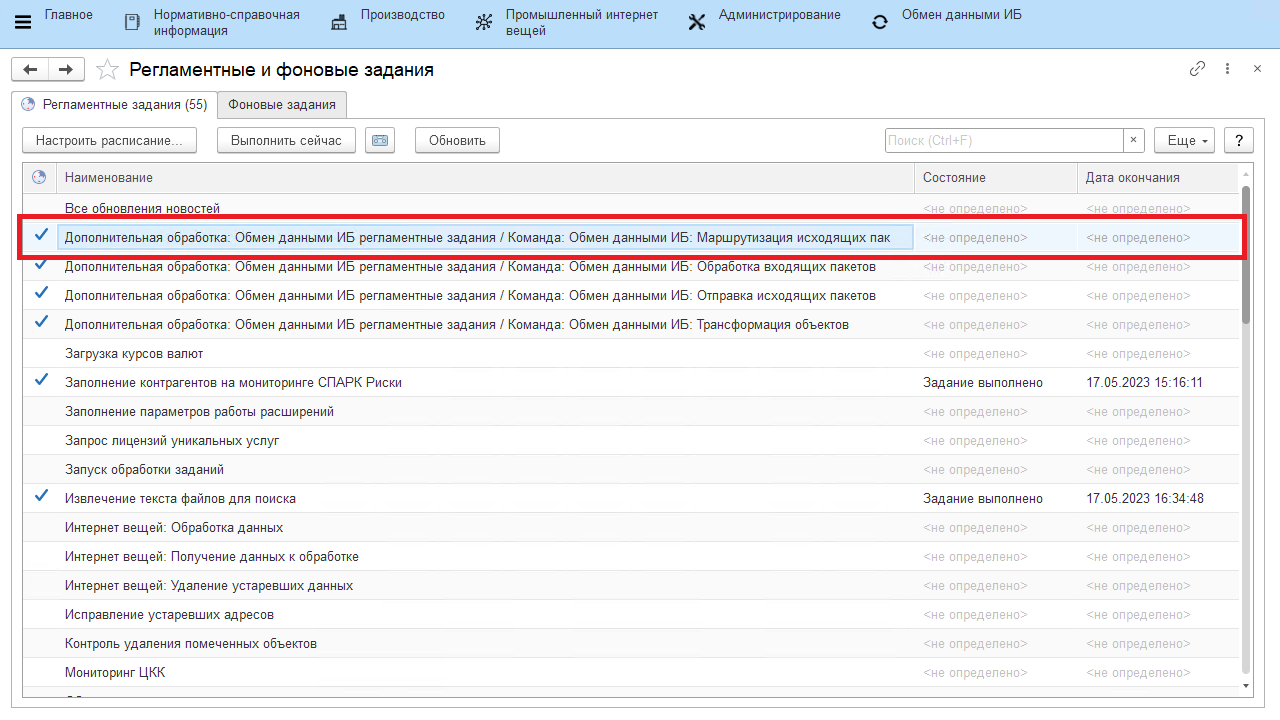 Главное
Нормативно-справочная
информация
Производство
Промышленный интернет
вещей
Администрирование
Обмен данными ИБ
Регламентные и фоновые задания
Регламентные задания (55)
Фоновые задания
Настроить расписание...
Выполнить сейчас
Обновить
Поиск (Ctrl+F)
×
Еще
?
Наименование Состояние Дата окончания
Все обновления новостей <не определено> <не определено>
Дополнительная обработка: Обмен данными ИБ регламентные задания / Команда: Обмен данными ИБ: Маршрутизация исходящих пак <не определено> <не определено>
Дополнительная обработка: Обмен данными ИБ регламентные задания / Команда: Обмен данными ИБ: Обработка входящих пакетов <не определено> <не определено>
Дополнительная обработка: Обмен данными ИБ регламентные задания / Команда: Обмен данными ИБ: Отправка исходящих пакетов <не определено> <не определено>
Дополнительная обработка: Обмен данными ИБ регламентные задания / Команда: Обмен данными ИБ: Трансформация объектов <не определено> <не определено>
Загрузка курсов валют <не определено> <не определено>
Заполнение контрагентов на мониторинге СПАРК Риски Задание выполнено 17.05.2023 15:16:11
Заполнение параметров работы расширений <не определено> <не определено>
Запрос лицензий уникальных услуг <не определено> <не определено>
Запуск обработки заданий <не определено> <не определено>
Извлечение текста файлов для поиска Задание выполнено 17.05.2023 16:34:48
Интернет вещей: Обработка данных <не определено> <не определено>
Интернет вещей: Получение данных к обработке <не определено> <не определено>
Интернет вещей: Удаление устаревших данных <не определено> <не определено>
Исправление устаревших адресов <не определено> <не определено>
Контроль удаления помеченных объектов <не определено> <не определено>
Мониторинг ЦКК <не определено> <не определено>